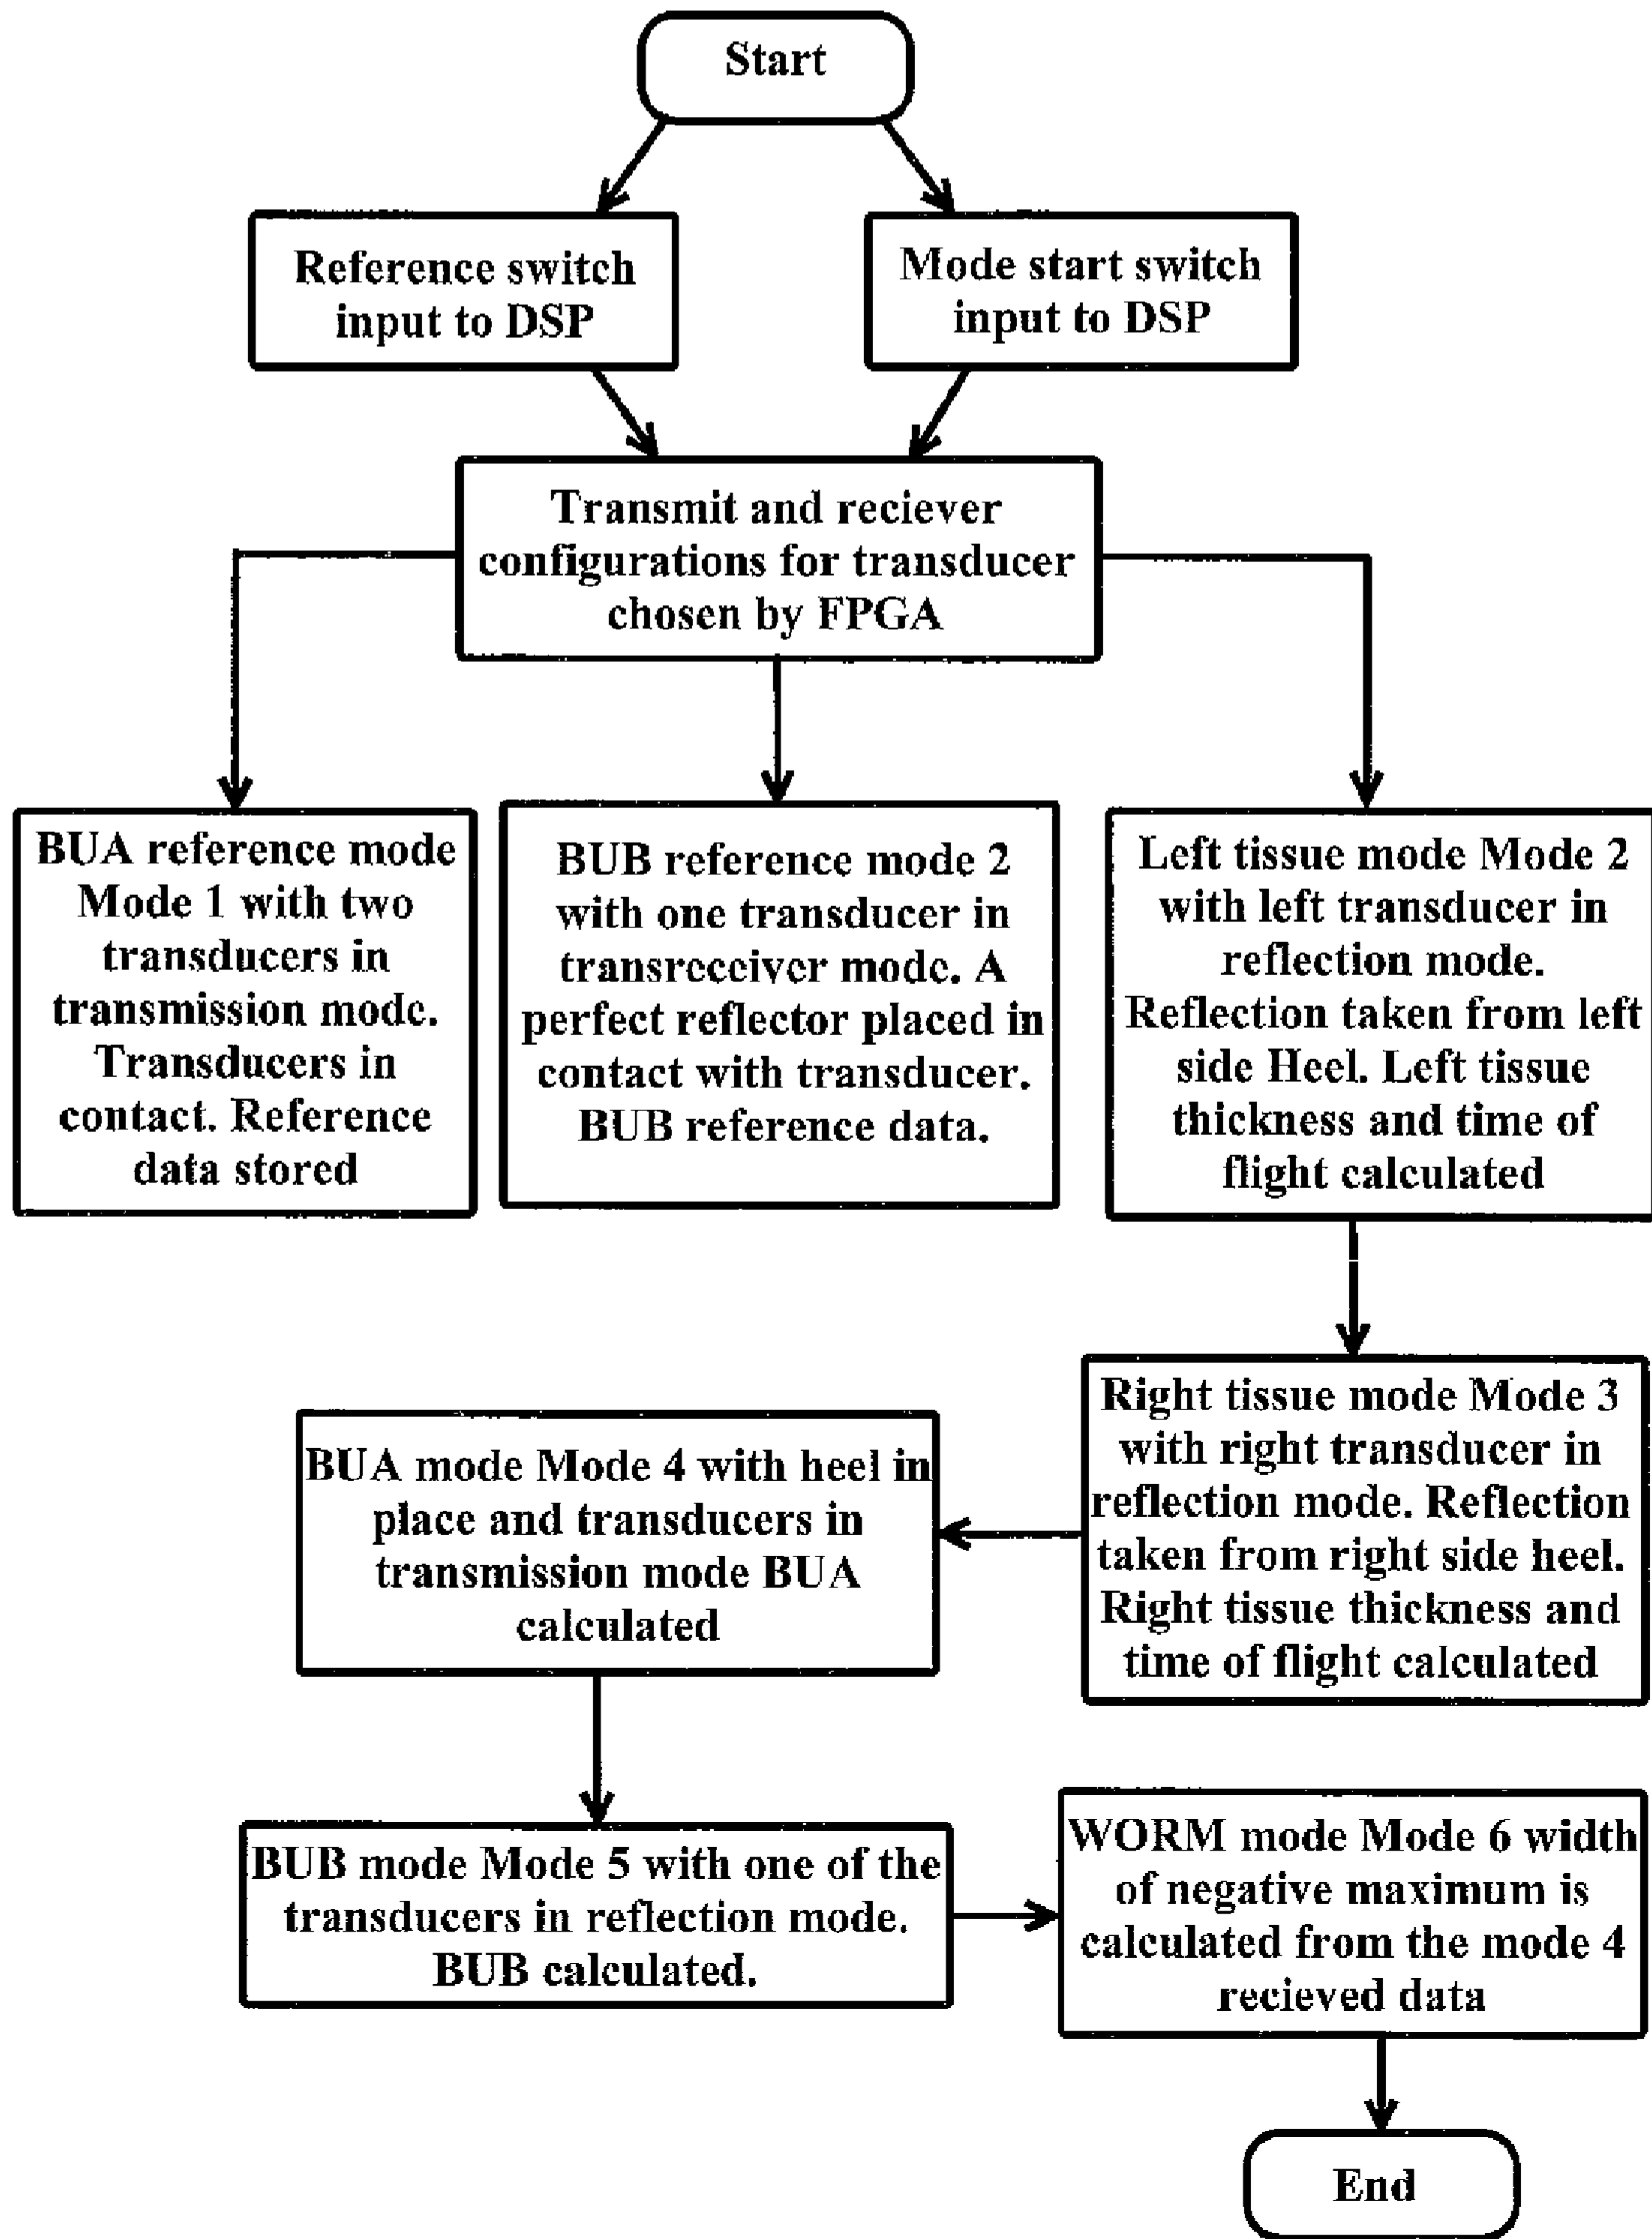 Start
Reference switch
input to DSP
Mode start switch
input to DSP
Transmit and reciever
configurations for transducer
chosen by FPGA
BUA reference mode
Mode 1 with two
transducers in
transmission mode.
Transducers in
contact. Reference
data stored
BUB reference mode 2
with one transducer in
transreceiver mode. A
perfect reflector placed in
contact with transducer.
BUB reference data.
Left tissue mode Mode 2
with left transducer in
reflection mode.
Reflection taken from left
side Heel. Left tissue
thickness and time of
flight calculated
Right tissue mode Mode 3
with right transducer in
reflection mode. Reflection
taken from right side heel.
Right tissue thickness and
time of flight calculated
BUA mode Mode 4 with heel in
place and transducers in
transmission mode BUA
calculated
BUB mode Mode 5 with one of the
transducers in reflection mode.
BUB calculated.
WORM mode Mode 6 width
of negative maximum is
calculated from the mode 4
recieved data
End